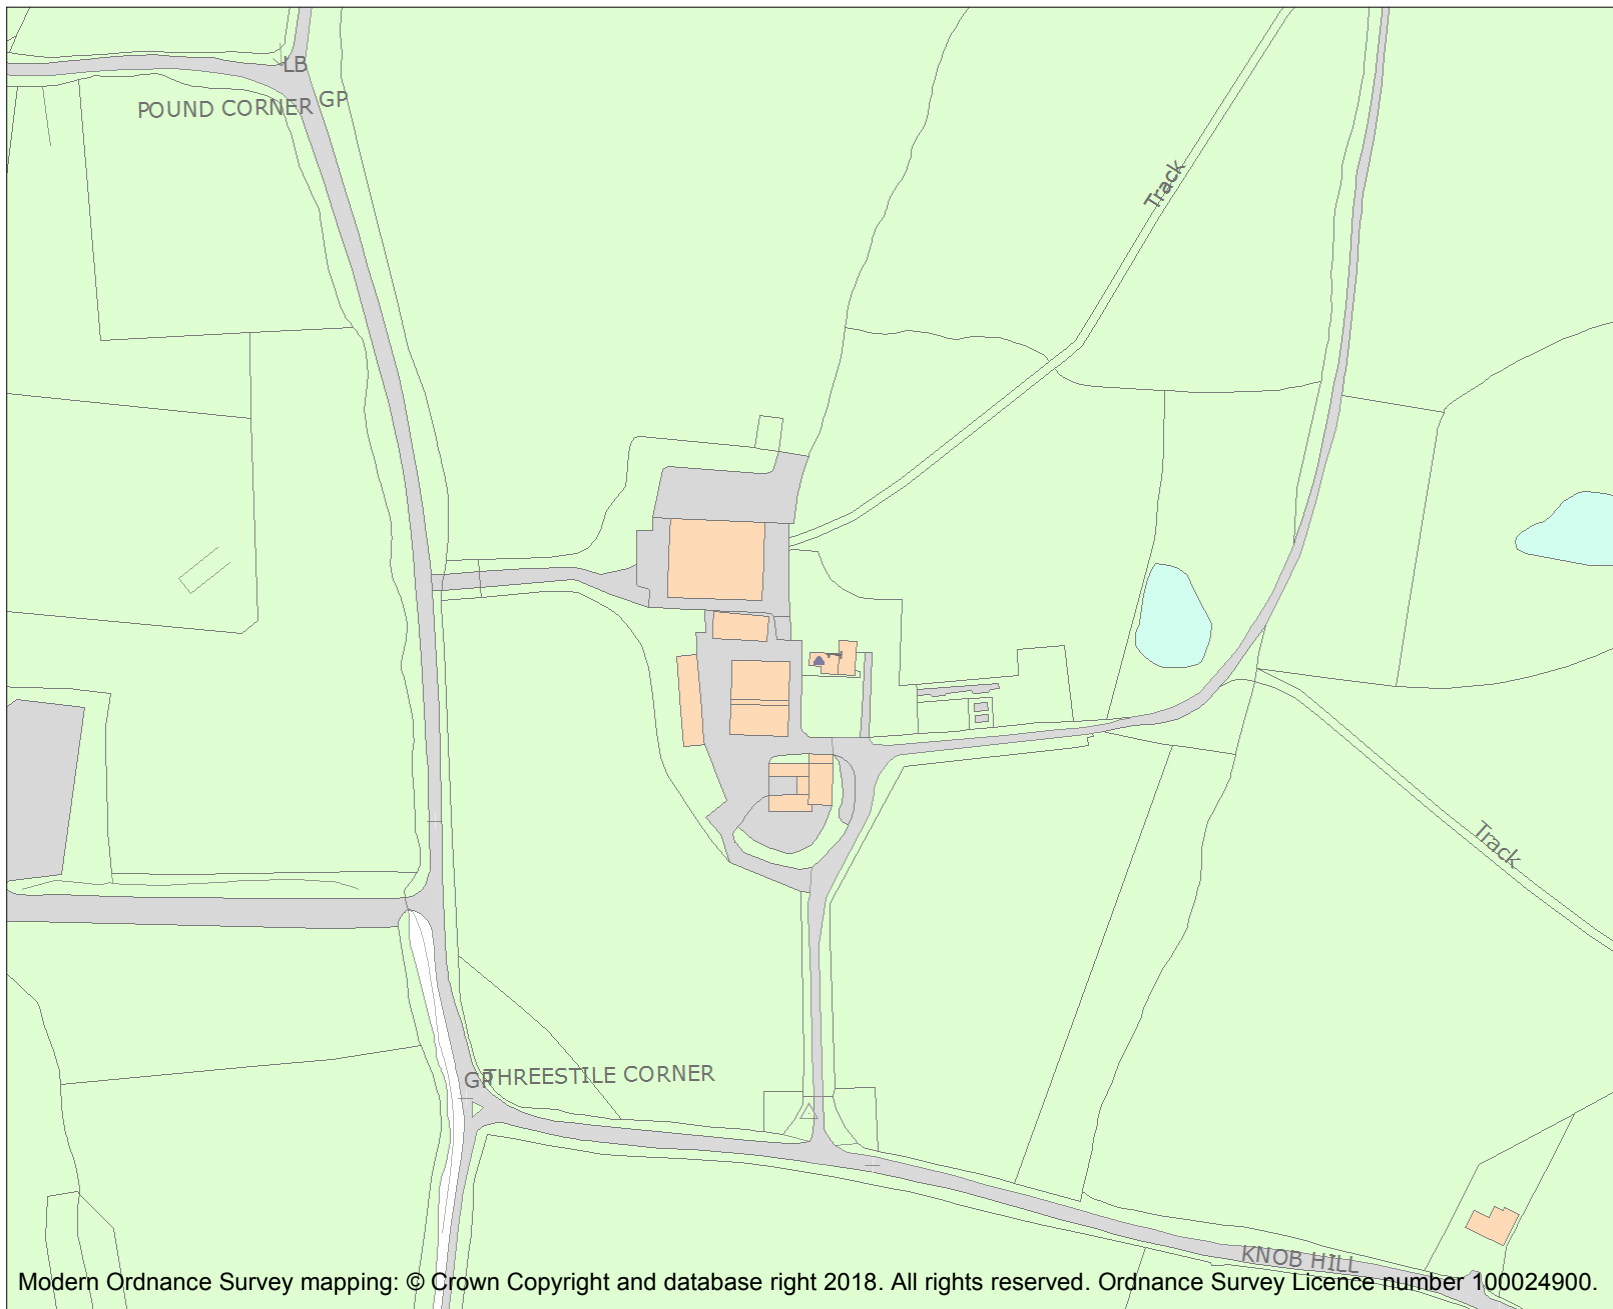 LB
POUND CORNER GP
Track
Track
GP THREESTILE CORNER
KNOB HILL
Modern Ordnance Survey mapping: © Crown Copyright and database right 2018. All rights reserved. Ordnance Survey Licence number 100024900.